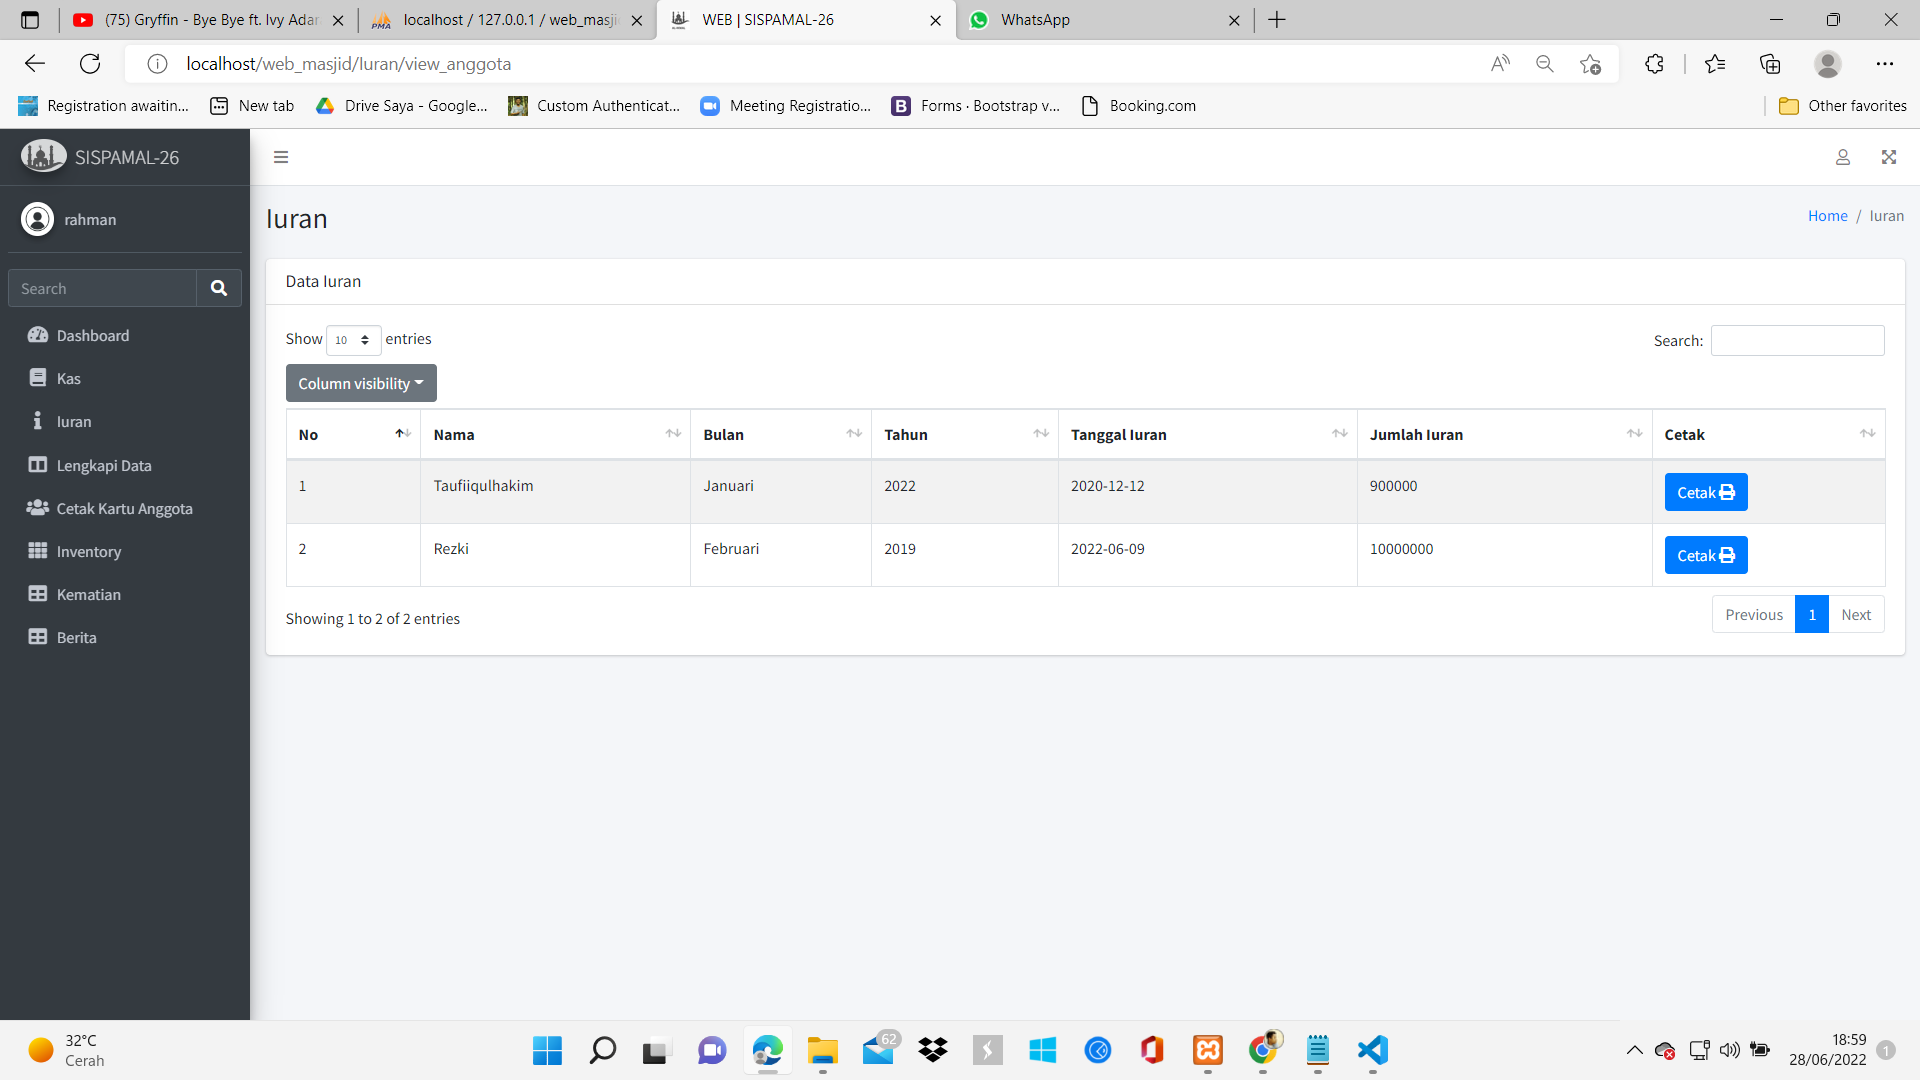 (75) Gryffin - Bye Bye ft. Ivy Adar
localhost / 127.0.0.1 / web_masji
WEB | SISPAMAL-26
WhatsApp
localhost/web_masjid/Iuran/view_anggota
Registration awaitin...
New tab
Drive Saya - Google...
Custom Authenticat...
Meeting Registratio...
Forms · Bootstrap v...
Booking.com
Other favorites
SISPAMAL-26
rahman
Search
Dashboard
Kas
Iuran
Lengkapi Data
Cetak Kartu Anggota
Inventory
Kematian
Berita
Iuran
Home / Iuran
Data Iuran
Show 10 entries
Search:
Column visibility
No Nama Bulan Tahun Tanggal Iuran Jumlah Iuran Cetak
1 Taufiiqulhakim Januari 2022 2020-12-12 900000 Cetak
2 Rezki Februari 2019 2022-06-09 10000000 Cetak
Showing 1 to 2 of 2 entries
Previous 1 Next
32°C
Cerah
62
18:59
28/06/2022
1